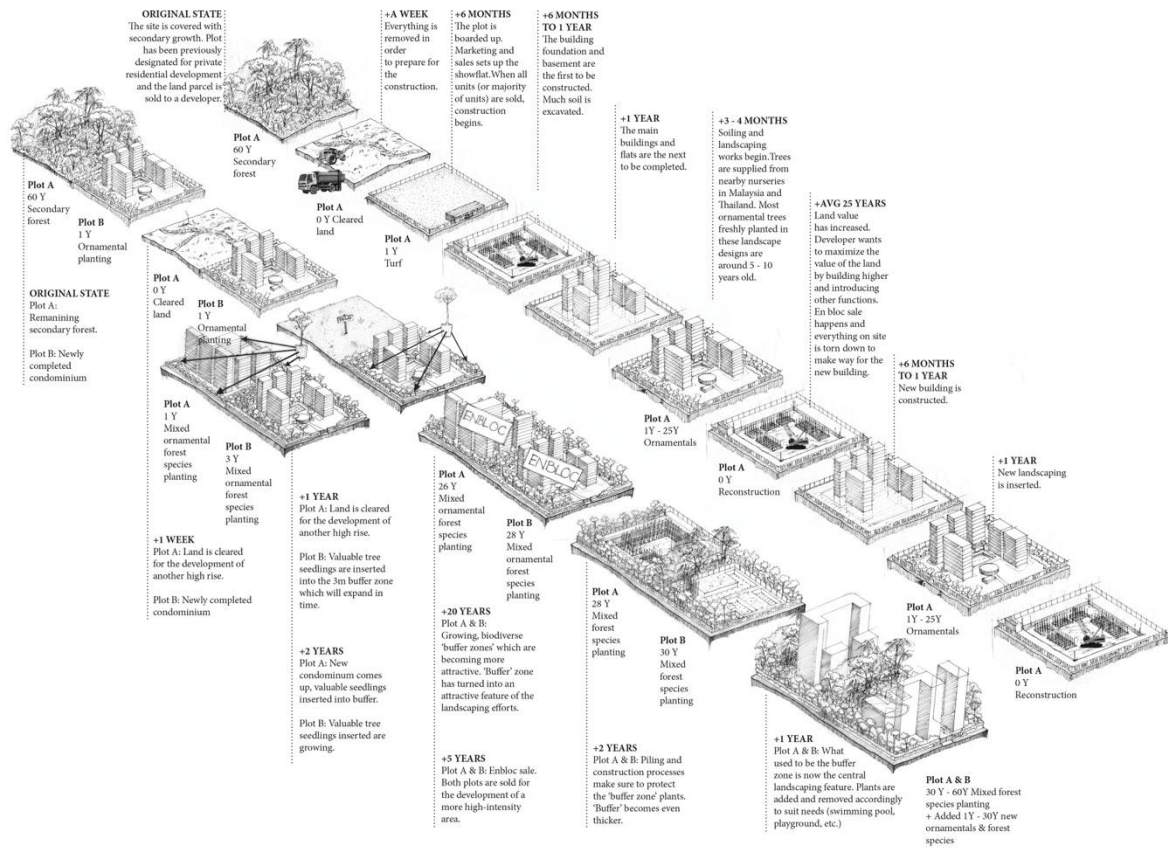 ORIGINAL STATE
The site is covered with
secondary growth. Plot
has been previously
designated for private
residential development
and the land parcel is
sold to a developer.
+A WEEK
Everything is
removed in
order
to prepare for
the
construction.
+6 MONTHS
The plot is
boarded up.
Marketing and
sales sets up the
showflat.When all
units (or majority
of units) are sold,
construction
begins.
+6 MONTHS
TO 1 YEAR
The building
foundation and
basement are
the first to be
constructed.
Much soil is
excavated.
+1 YEAR
The main
buildings and
flats are the next
to be completed.
+3 - 4 MONTHS
Soiling and
landscaping
works begin.Trees
are supplied from
nearby nurseries
in Malaysia and
Thailand. Most
ornamental trees
freshly planted in
these landscape
designs are
around 5 - 10
years old.
+AVG 25 YEARS
Land value
has increased.
Developer wants
to maximize the
value of the land
by building higher
and introducing
other functions.
En bloc sale
happens and
everything on site
is torn down to
make way for the
new building.
+6 MONTHS
TO 1 YEAR
New building is
constructed.
+1 YEAR
New landscaping
is inserted.
Plot A
60 Y
Secondary
forest
Plot A
0 Y Cleared
land
Plot A
1 Y
Turf
Plot A
1Y - 25Y
Ornamentals
Plot A
0 Y
Reconstruction
Plot A
1Y - 25Y
Ornamentals
Plot A
0 Y
Reconstruction
Plot A
60 Y
Secondary
forest
Plot B
1 Y
Ornamental
planting
ORIGINAL STATE
Plot A:
Remanining
secondary forest.
Plot B: Newly
completed
condominium
Plot A
0 Y
Cleared
land
Plot B
1 Y
Ornamental
planting
Plot A
1 Y
Mixed
ornamental
forest
species
planting
Plot B
3 Y
Mixed
ornamental
forest
species
planting
+1 WEEK
Plot A: Land is cleared
for the development of
another high rise.
Plot B: Newly completed
condominium
+1 YEAR
Plot A: Land is cleared
for the development of
another high rise.
Plot B: Valuable tree
seedlings are inserted
into the 3m buffer zone
which will expand in
time.
+2 YEARS
Plot A: New
condominum comes
up, valuable seedlings
inserted into buffer.
Plot B: Valuable tree
seedlings inserted are
growing.
ENBLOC
ENBLOC
Plot A
26 Y
Mixed
ornamental
forest
species
planting
Plot B
28 Y
Mixed
ornamental
forest
species
planting
+20 YEARS
Plot A & B:
Growing, biodiverse
‘buffer zones’ which are
becoming more
attractive. ‘Buffer’ zone
has turned into an
attractive feature of the
landscaping efforts.
+5 YEARS
Plot A & B: Enbloc sale.
Both plots are sold for
the development of a
more high-intensity
area.
Plot A
28 Y
Mixed
forest
species
planting
Plot B
30 Y
Mixed
forest
species
planting
+2 YEARS
Plot A & B: Piling and
construction processes
make sure to protect
the ‘buffer zone’ plants.
‘Buffer’ becomes even
thicker.
+1 YEAR
Plot A & B: What
used to be the buffer
zone is now the central
landscaping feature. Plants are
added and removed accordingly
to suit needs (swimming pool,
playground, etc.)
Plot A & B
30 Y - 60Y Mixed forest
species planting
+ Added 1Y - 30Y new
ornamentals & forest
species